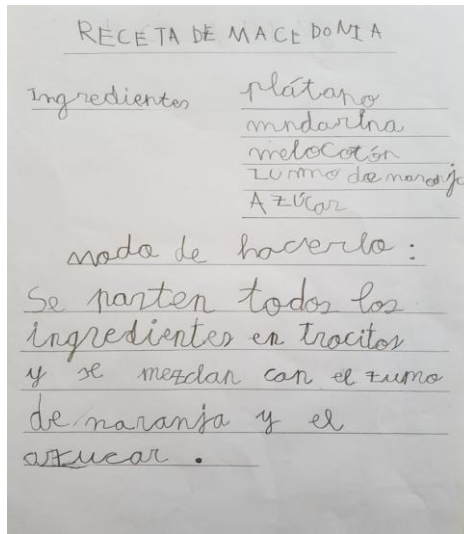 RECETA DE MACEDONIA
Ingredientes plátano
mndarina
melocotón
zummo de naranja
AZÚCar
modo de hacerlo:
Se parten todos los
ingredientes en trocitos
y se mezclan con el zumo
de naranja y el
azucar.